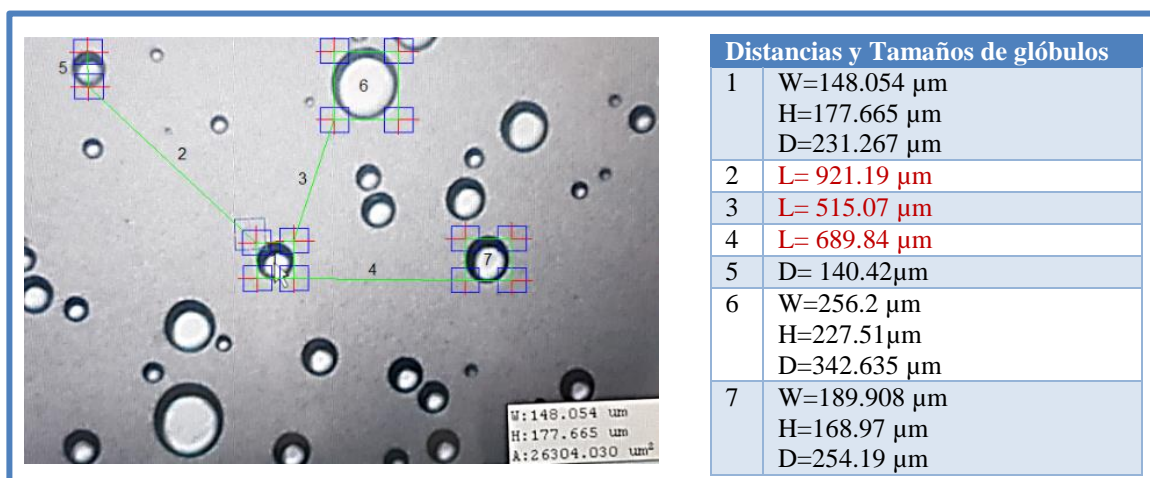 5
6
2
3
4
7
W:148.054 um
H:177.665 um
A:26304.030 um²
Distancias y Tamaños de glóbulos
1 W=148.054 µm
H=177.665 µm
D=231.267 µm
2 L= 921.19 µm
3 L= 515.07 µm
4 L= 689.84 µm
5 D= 140.42µm
6 W=256.2 µm
H=227.51µm
D=342.635 µm
7 W=189.908 µm
H=168.97 µm
D=254.19 µm